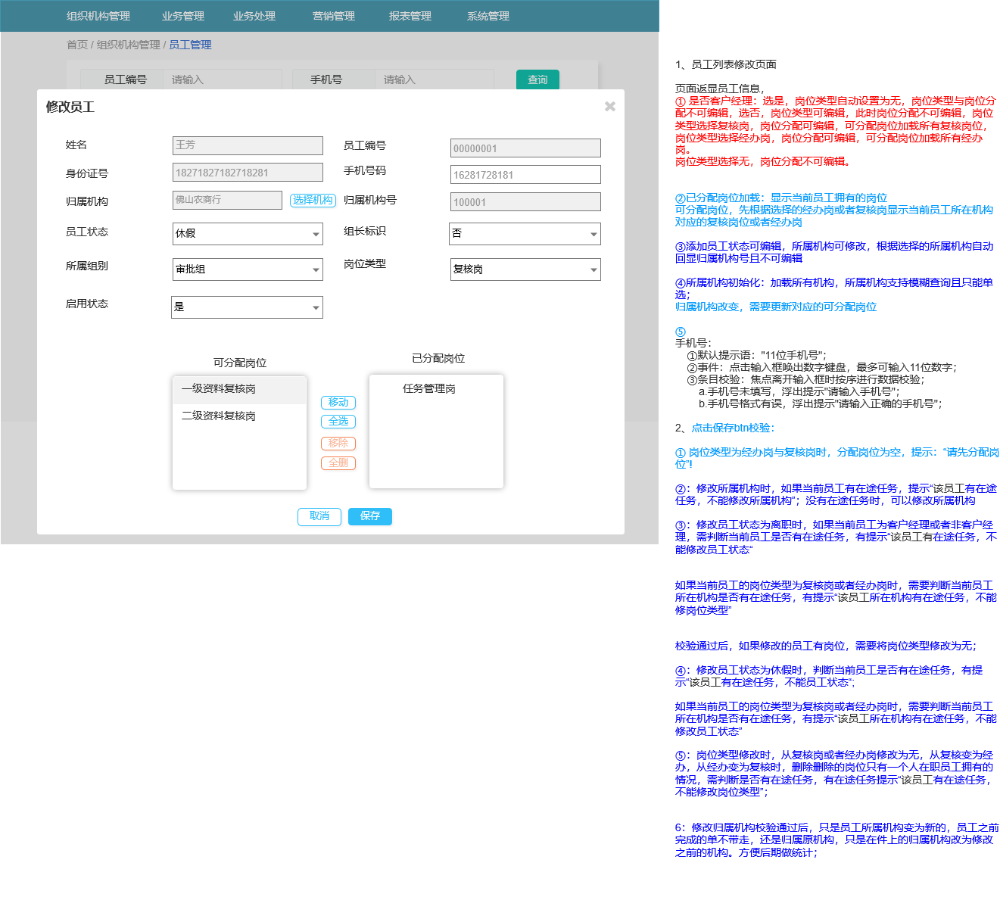 组织机构管理 业务管理 业务处理 营销管理 报表管理 系统管理
首页 / 组织机构管理 / 员工管理
员工编号 请输入 手机号 请输入 查询
修改员工
姓名 王芳 员工编号 00000001
身份证号 18271827182718281 手机号码 16281728181
归属机构 佛山农商行 选择机构 归属机构号 100001
员工状态 休假 组长标识 否
所属组别 审批组 岗位类型 复核岗
启用状态 是
可分配岗位 已分配岗位
一级资料复核岗 任务管理岗
移动
二级资料复核岗
全选
移除
全删
取消 保存
1、员工列表修改页面
页面返显员工信息，
① 是否客户经理：选是，岗位类型自动设置为无，岗位类型与岗位分
配不可编辑，选否，岗位类型可编辑，此时岗位分配不可编辑，岗位
类型选择复核岗，岗位分配可编辑，可分配岗位加载所有复核岗位，
岗位类型选择经办岗，岗位分配可编辑，可分配岗位加载所有经办
岗。
岗位类型选择无，岗位分配不可编辑。
②已分配岗位加载：显示当前员工拥有的岗位
可分配岗位，先根据选择的经办岗或者复核岗显示当前员工所在机构
对应的复核岗位或者经办岗
③添加员工状态可编辑，所属机构可修改，根据选择的所属机构自动
回显归属机构号且不可编辑
④所属机构初始化：加载所有机构，所属机构支持模糊查询且只能单
选；
归属机构改变，需要更新对应的可分配岗位
⑤
手机号：
①默认提示语："11位手机号"；
②事件：点击输入框唤出数字键盘，最多可输入11位数字；
③条目校验：焦点离开输入框时按序进行数据校验；
a.手机号未填写，浮出提示"请输入手机号"；
b.手机号格式有误，浮出提示"请输入正确的手机号"；
2、点击保存btn校验：
① 岗位类型为经办岗与复核岗时，分配岗位为空，提示：“请先分配岗
位”!
②：修改所属机构时，如果当前员工有在途任务，提示“该员工有在途
任务，不能修改所属机构”；没有在途任务时，可以修改所属机构
③：修改员工状态为离职时，如果当前员工为客户经理或者非客户经
理，需判断当前员工是否有在途任务，有提示“该员工有在途任务，不
能修改员工状态“
如果当前员工的岗位类型为复核岗或者经办岗时，需要判断当前员工
所在机构是否有在途任务，有提示“该员工所在机构有在途任务，不能
修岗位类型”
校验通过后，如果修改的员工有岗位，需要将岗位类型修改为无；
④：修改员工状态为休假时，判断当前员工是否有在途任务，有提
示“该员工有在途任务，不能员工状态“;
如果当前员工的岗位类型为复核岗或者经办岗时，需要判断当前员工
所在机构是否有在途任务，有提示“该员工所在机构有在途任务，不能
修改员工状态”
⑤：岗位类型修改时，从复核岗或者经办岗修改为无，从复核变为经
办，从经办变为复核时，删除删除的岗位只有一个人在职员工拥有的
情况，需判断是否有在途任务，有在途任务提示“该员工有在途任务，
不能修改岗位类型”；
6：修改归属机构校验通过后，只是员工所属机构变为新的，员工之前
完成的单不带走，还是归属原机构，只是在件上的归属机构改为修改
之前的机构。方便后期做统计；